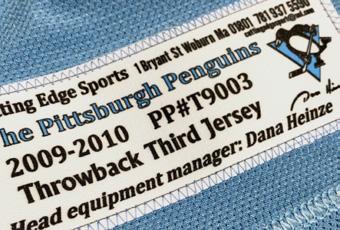 tting Edge Sports 1 Bryant St Woburn Ma 01801 781 937 5590
he Pittsburgh Penguins
2009-2010 PP#T9003
Throwback Third Jersey
Head equipment manager: Dana Heinze